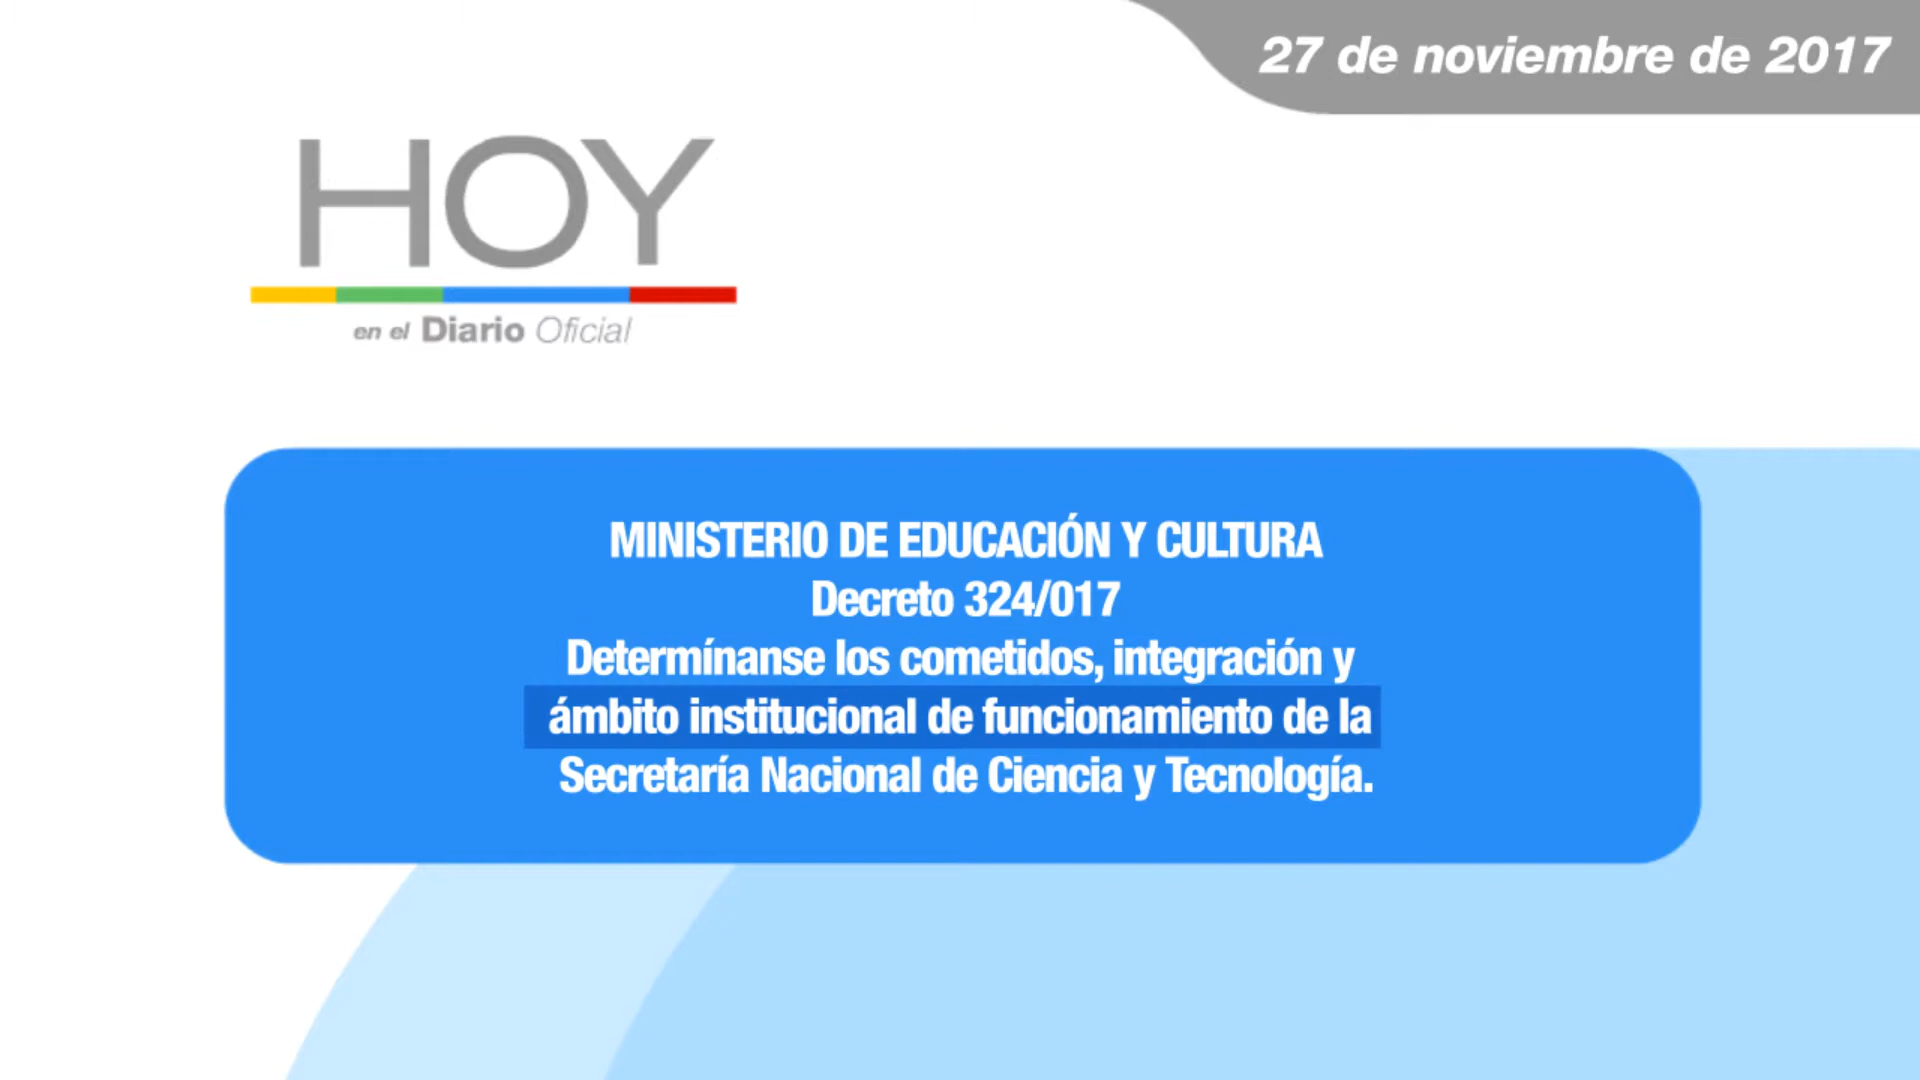 27 de noviembre de 2017
HOY
en el Diario Oficial
MINISTERIO DE EDUCACIÓN Y CULTURA
Decreto 324/017
Determínanse los cometidos, integración y
ámbito institucional de funcionamiento de la
Secretaría Nacional de Ciencia y Tecnología.